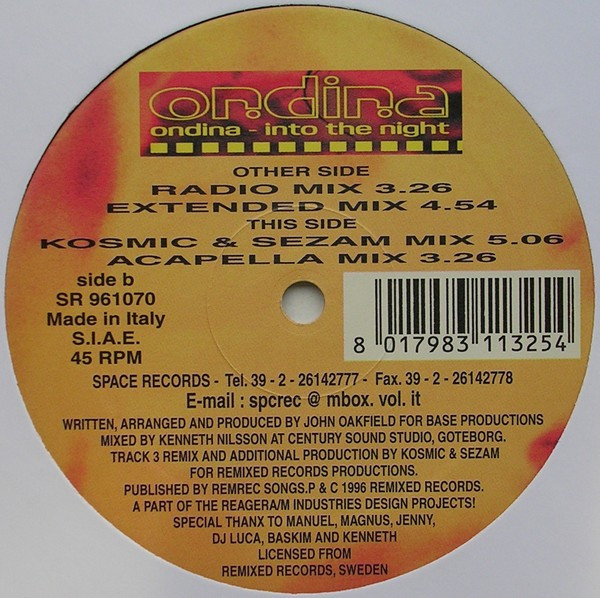 ondina
ondina - into the night
OTHER SIDE
RADIO MIX 3.26
EXTENDED MIX 4.54
THIS SIDE
KOSMIC & SEZAM MIX 5.06
ACAPELLA MIX 3.26
side b
SR 961070
Made in Italy
S.I.A.E.
45 RPM
8 017983 113254
SPACE RECORDS - Tel. 39 - 2 - 26142777 - Fax. 39 - 2 - 26142778
E-mail : spcrec @ mbox. vol. it
WRITTEN, ARRANGED AND PRODUCED BY JOHN OAKFIELD FOR BASE PRODUCTIONS
MIXED BY KENNETH NILSSON AT CENTURY SOUND STUDIO, GOTEBORG.
TRACK 3 REMIX AND ADDITIONAL PRODUCTION BY KOSMIC & SEZAM
FOR REMIXED RECORDS PRODUCTIONS.
PUBLISHED BY REMREC SONGS.P & C 1996 REMIXED RECORDS.
A PART OF THE REAGERA/M INDUSTRIES DESIGN PROJECTS!
SPECIAL THANX TO MANUEL, MAGNUS, JENNY,
DJ LUCA, BASKIM AND KENNETH
LICENSED FROM
REMIXED RECORDS, SWEDEN